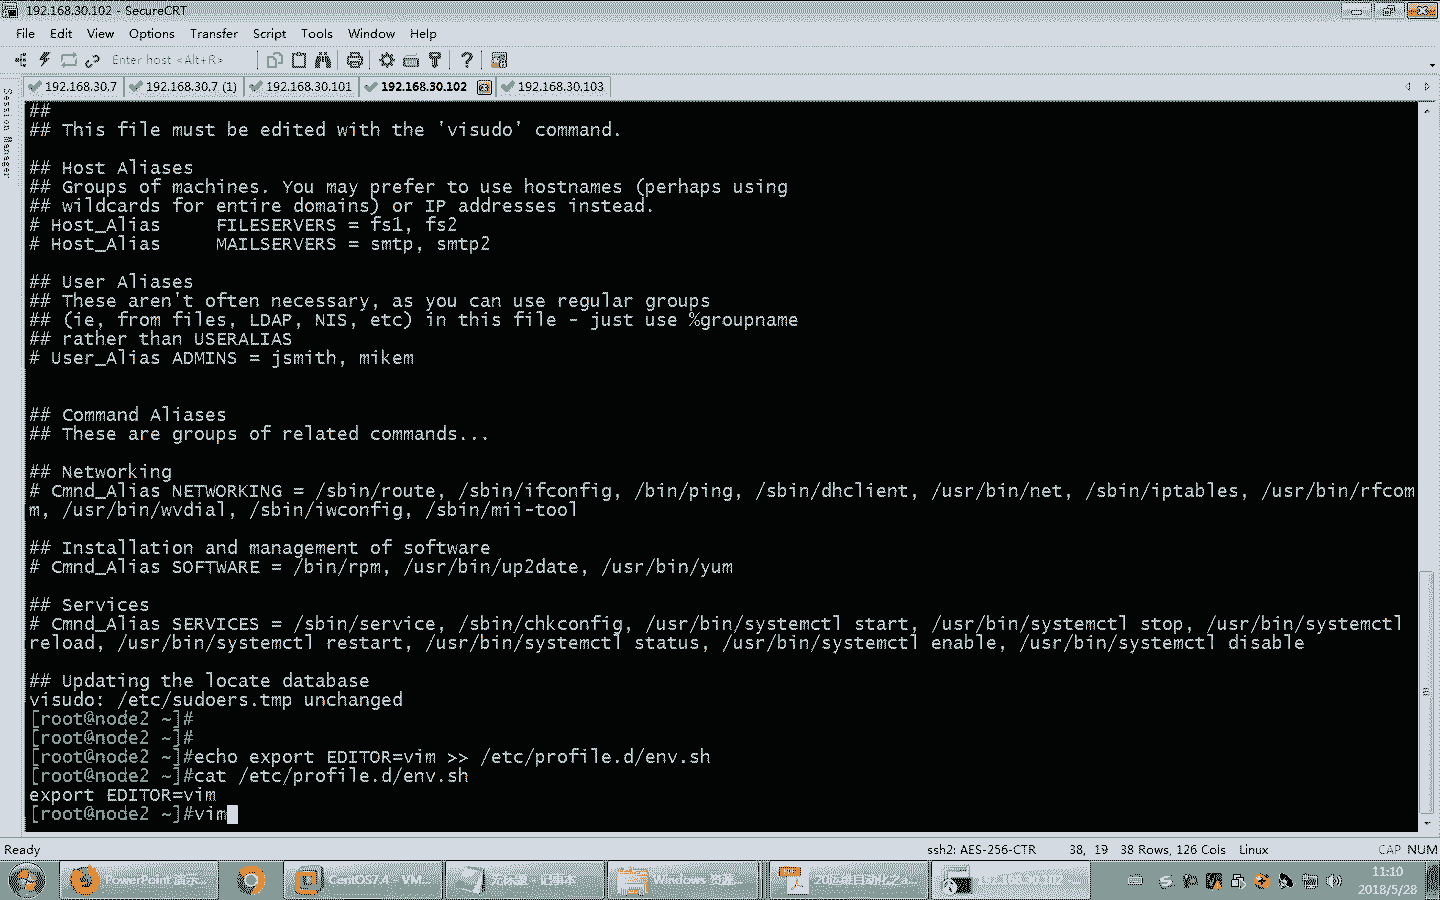 192.168.30.102 - SecureCRT
File Edit View Options Transfer Script Tools Window Help
Enter host <Alt+R>
Session Manager
192.168.30.7 192.168.30.7 (1) 192.168.30.101 192.168.30.102 192.168.30.103
##
## This file must be edited with the 'visudo' command.
## Host Aliases
## Groups of machines. You may prefer to use hostnames (perhaps using
## wildcards for entire domains) or IP addresses instead.
# Host_Alias     FILESERVERS = fs1, fs2
# Host_Alias     MAILSERVERS = smtp, smtp2
## User Aliases
## These aren't often necessary, as you can use regular groups
## (ie, from files, LDAP, NIS, etc) in this file - just use %groupname
## rather than USERALIAS
# User_Alias ADMINS = jsmith, mikem
## Command Aliases
## These are groups of related commands...
## Networking
# Cmnd_Alias NETWORKING = /sbin/route, /sbin/ifconfig, /bin/ping, /sbin/dhclient, /usr/bin/net, /sbin/iptables, /usr/bin/rfcom
m, /usr/bin/wvdial, /sbin/iwconfig, /sbin/mii-tool
## Installation and management of software
# Cmnd_Alias SOFTWARE = /bin/rpm, /usr/bin/up2date, /usr/bin/yum
## Services
# Cmnd_Alias SERVICES = /sbin/service, /sbin/chkconfig, /usr/bin/systemctl start, /usr/bin/systemctl stop, /usr/bin/systemctl
reload, /usr/bin/systemctl restart, /usr/bin/systemctl status, /usr/bin/systemctl enable, /usr/bin/systemctl disable
## Updating the locate database
visudo: /etc/sudoers.tmp unchanged
[root@node2 ~]#
[root@node2 ~]#
[root@node2 ~]#echo export EDITOR=vim >> /etc/profile.d/env.sh
[root@node2 ~]#cat /etc/profile.d/env.sh
export EDITOR=vim
[root@node2 ~]#vim
Ready ssh2: AES-256-CTR 38, 19 38 Rows, 126 Cols Linux CAP NUM
PowerPoint 演示... CentOS7.4 - VM... 无标题 - 记事本 Windows 资源... 20运维自动化之a... 192.168.30.102 ...
11:10
2018/5/28